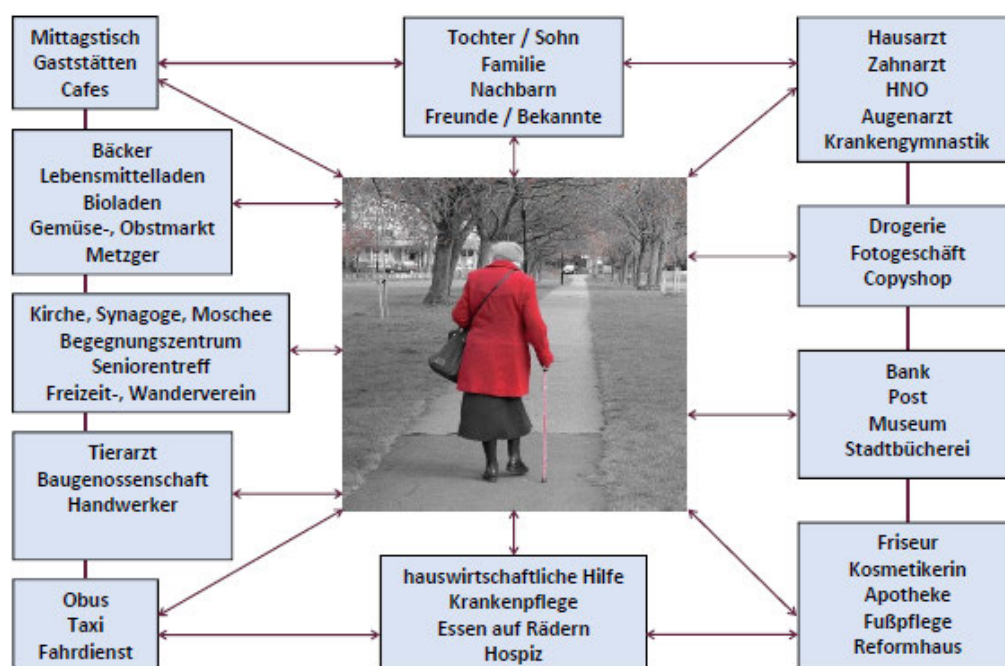 Mittagstisch
Gaststätten
Cafes
Tochter / Sohn
Familie
Nachbarn
Freunde / Bekannte
Hausarzt
Zahnarzt
HNO
Augenarzt
Krankengymnastik
Bäcker
Lebensmittelladen
Bioladen
Gemüse-, Obstmarkt
Metzger
Drogerie
Fotogeschäft
Copyshop
Kirche, Synagoge, Moschee
Begegnungszentrum
Seniorentreff
Freizeit-, Wanderverein
Bank
Post
Museum
Stadtbücherei
Tierarzt
Baugenossenschaft
Handwerker
Friseur
Kosmetikerin
Apotheke
Fußpflege
Reformhaus
Obus
Taxi
Fahrdienst
hauswirtschaftliche Hilfe
Krankenpflege
Essen auf Rädern
Hospiz